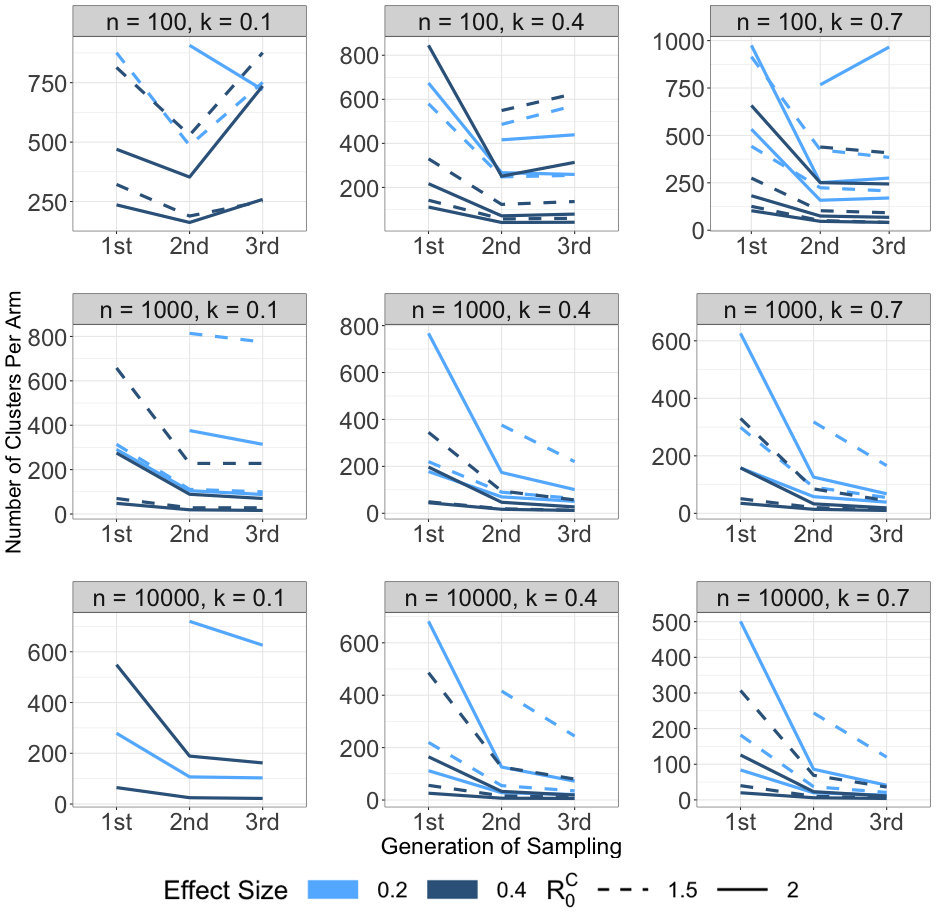 n = 100, k = 0.1
n = 100, k = 0.4
n = 100, k = 0.7
750
500
250
1st 2nd 3rd
800
600
400
200
1st 2nd 3rd
1000
750
500
250
0
1st 2nd 3rd
Number of Clusters Per Arm
n = 1000, k = 0.1
n = 1000, k = 0.4
n = 1000, k = 0.7
800
600
400
200
0
1st 2nd 3rd
800
600
400
200
0
1st 2nd 3rd
600
400
200
0
1st 2nd 3rd
n = 10000, k = 0.1
n = 10000, k = 0.4
n = 10000, k = 0.7
600
400
200
0
1st 2nd 3rd
600
400
200
0
1st 2nd 3rd
500
400
300
200
100
0
1st 2nd 3rd
Generation of Sampling
Effect Size 0.2 0.4 R₀ᶜ 1.5 2